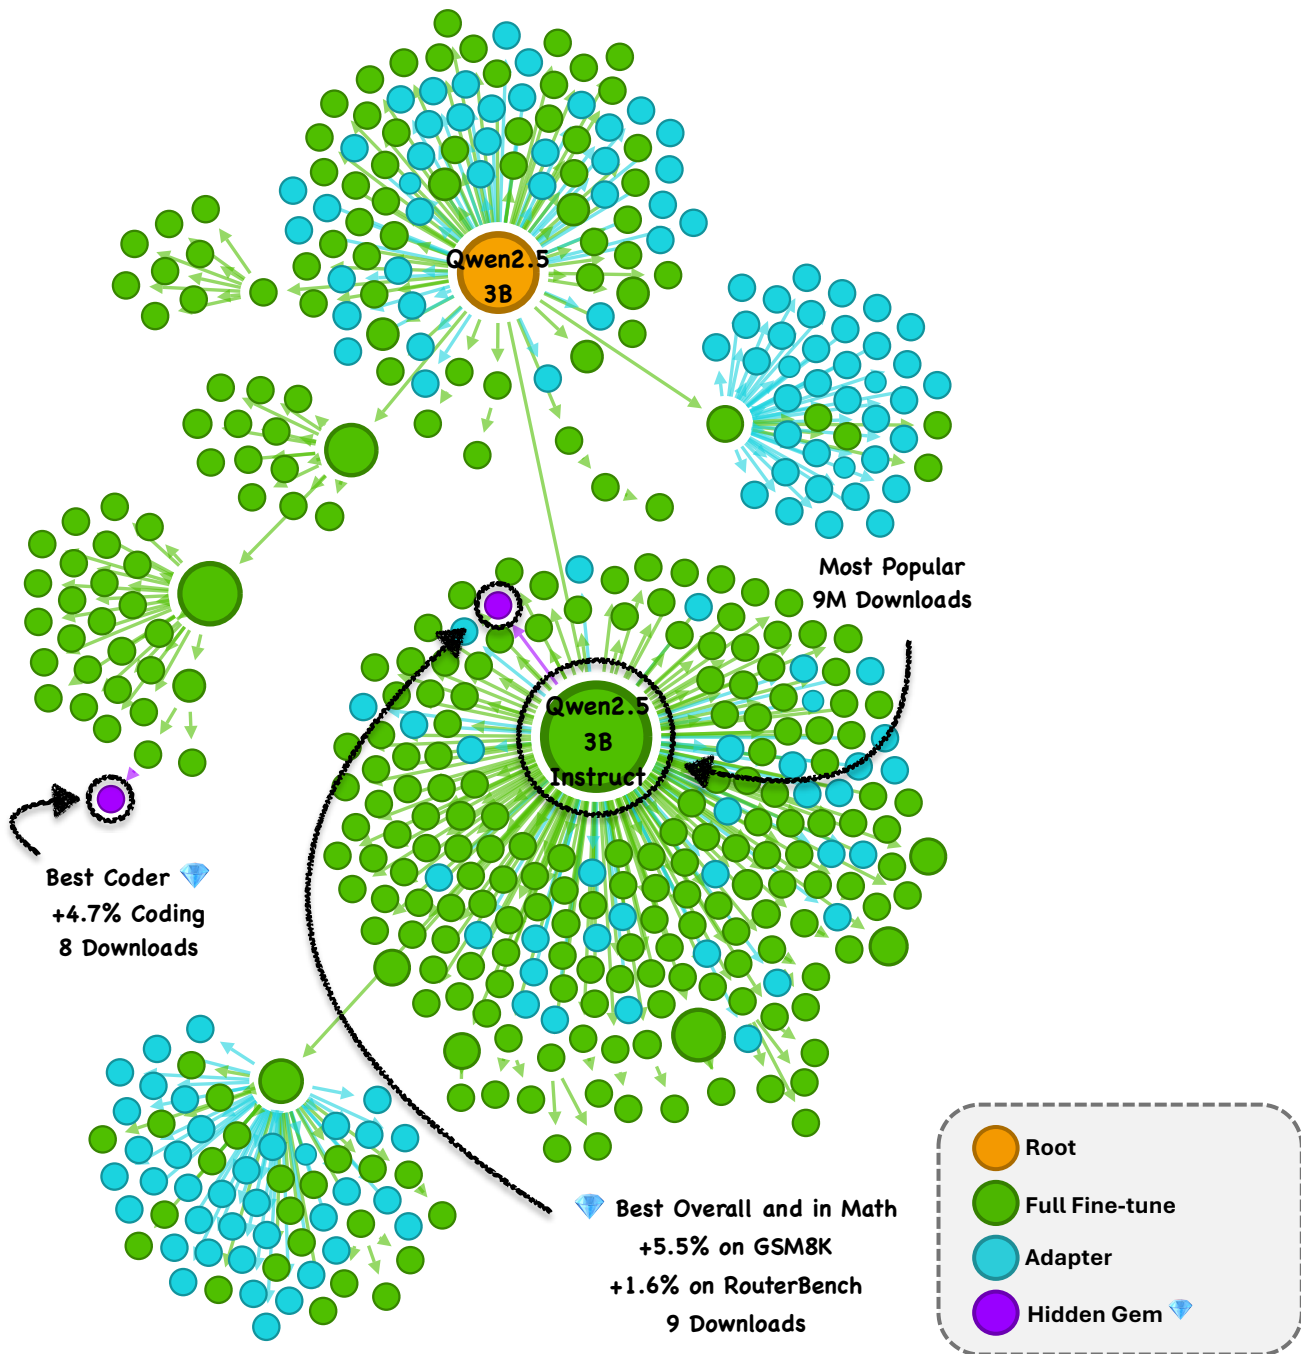 Qwen2.5
3B
Most Popular
9M Downloads
Qwen2.5
3B
Instruct
Best Coder 💎
+4.7% Coding
8 Downloads
💎 Best Overall and in Math
+5.5% on GSM8K
+1.6% on RouterBench
9 Downloads
Root
Full Fine-tune
Adapter
Hidden Gem 💎